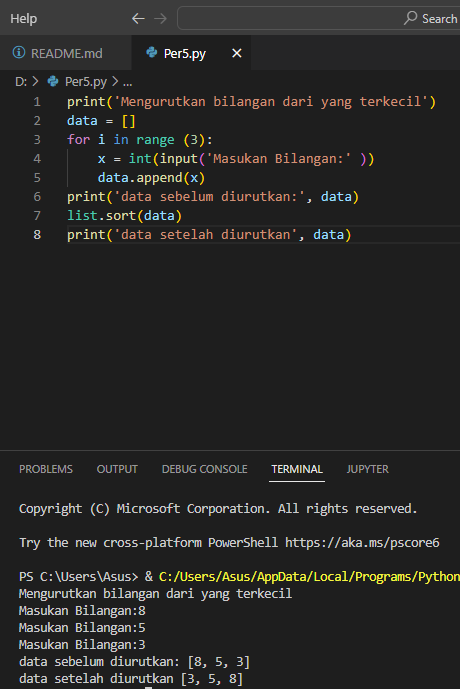 Help ← → Search
README.md Per5.py ×
D: > Per5.py > ...
1 print('Mengurutkan bilangan dari yang terkecil')
2 data = []
3 for i in range (3):
4     x = int(input('Masukan Bilangan:' ))
5     data.append(x)
6 print('data sebelum diurutkan:', data)
7 list.sort(data)
8 print('data setelah diurutkan', data)
PROBLEMS OUTPUT DEBUG CONSOLE TERMINAL JUPYTER
Copyright (C) Microsoft Corporation. All rights reserved.
Try the new cross-platform PowerShell https://aka.ms/pscore6
PS C:\Users\Asus> & C:/Users/Asus/AppData/Local/Programs/Python
Mengurutkan bilangan dari yang terkecil
Masukan Bilangan:8
Masukan Bilangan:5
Masukan Bilangan:3
data sebelum diurutkan: [8, 5, 3]
data setelah diurutkan [3, 5, 8]